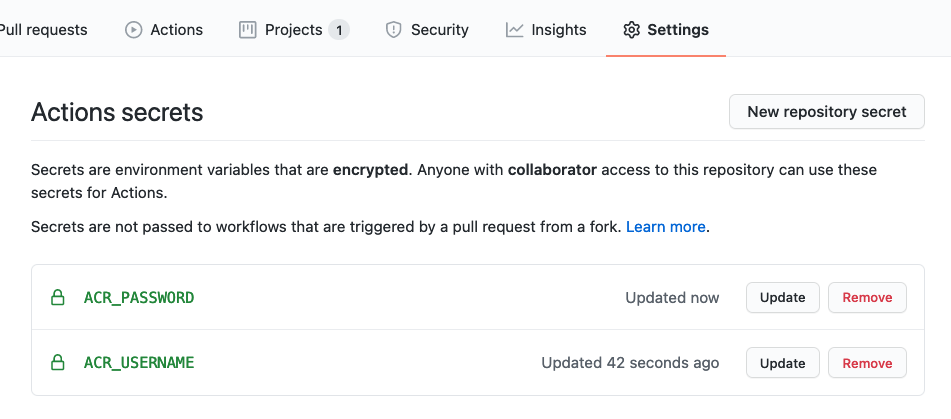 Pull requests Actions Projects 1 Security Insights Settings
Actions secrets New repository secret
Secrets are environment variables that are encrypted. Anyone with collaborator access to this repository can use these
secrets for Actions.
Secrets are not passed to workflows that are triggered by a pull request from a fork. Learn more.
ACR_PASSWORD Updated now Update Remove
ACR_USERNAME Updated 42 seconds ago Update Remove